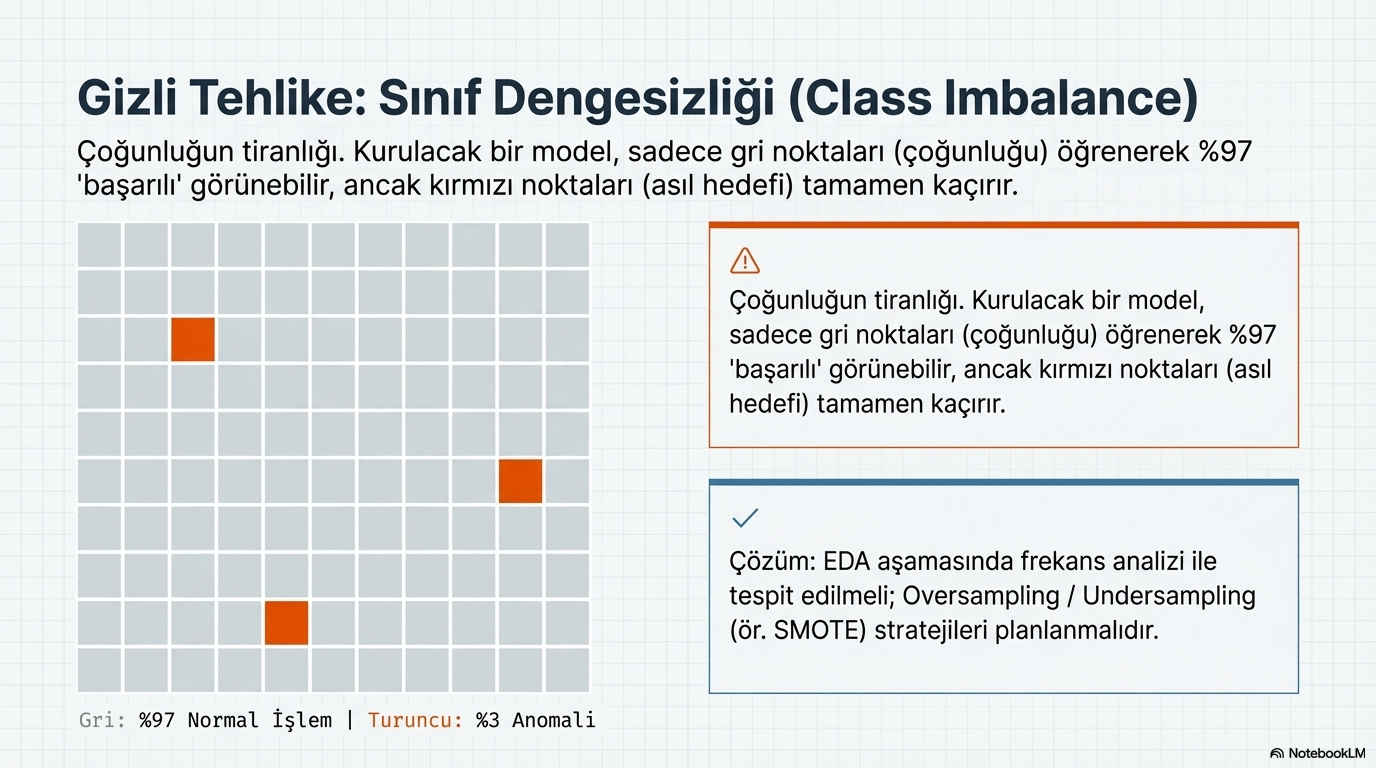 Gizli Tehlike: Sınıf Dengesizliği (Class Imbalance)
Çoğunluğun tiranlığı. Kurulacak bir model, sadece gri noktaları (çoğunluğu) öğrenerek %97
'başarılı' görünebilir, ancak kırmızı noktaları (asıl hedefi) tamamen kaçırır.
Çoğunluğun tiranlığı. Kurulacak bir model,
sadece gri noktaları (çoğunluğu) öğrenerek %97
'başarılı' görünebilir, ancak kırmızı noktaları (asıl
hedefi) tamamen kaçırır.
Çözüm: EDA aşamasında frekans analizi ile
tespit edilmeli; Oversampling / Undersampling
(ör. SMOTE) stratejileri planlanmalıdır.
Gri: %97 Normal İşlem | Turuncu: %3 Anomali
NotebookLM